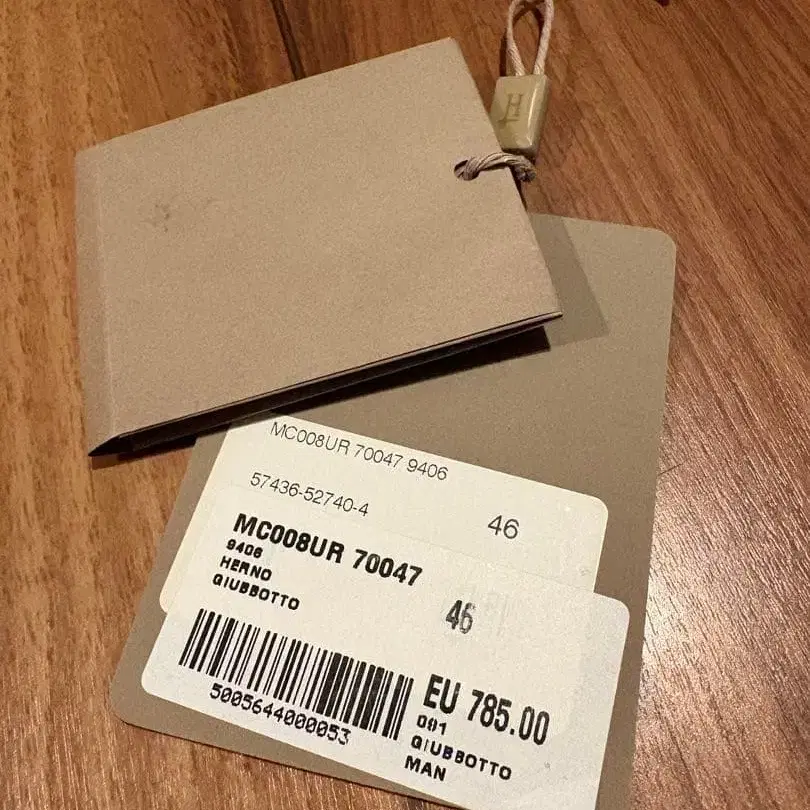 H
MC008UR 70047 9406
57436-52740-4
46
MC008UR 70047
9406
HERNO
GIUBBOTTO
46
5005644000053
EU 785.00
001
GIUBBOTTO
MAN